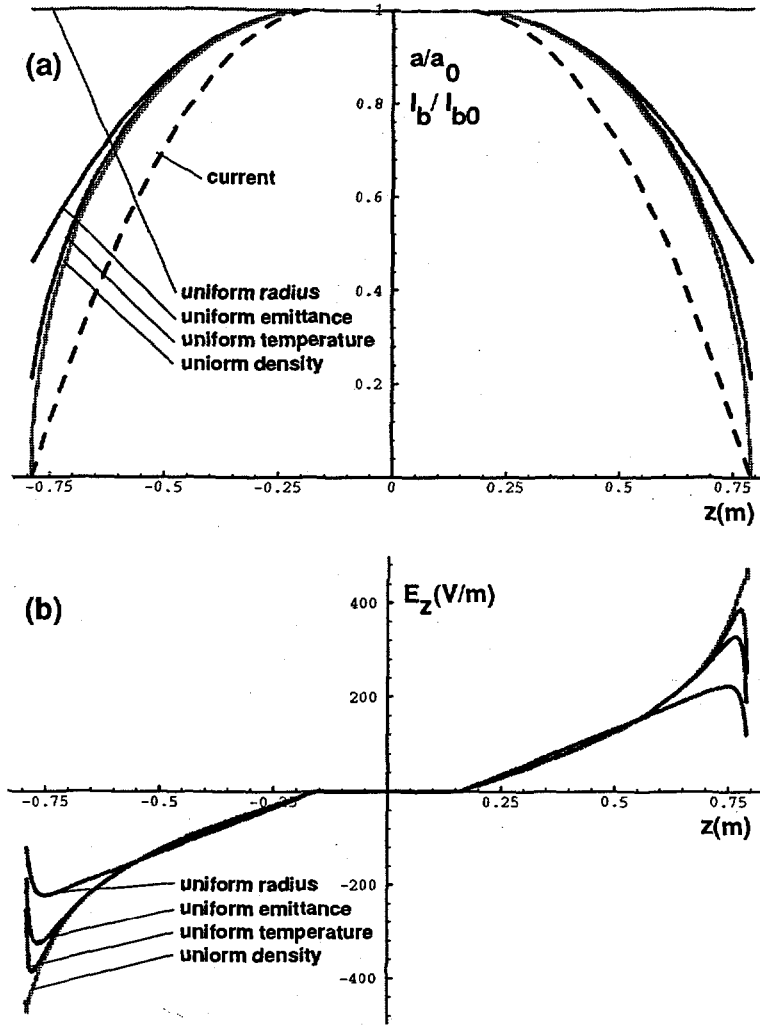 (a)
1
a/a0
Ib/Ib0
0.8
current
0.6
uniform radius
uniform emittance
uniform temperature
uniorm density
0.4
0.2
-0.75 -0.5 -0.25 0 0.25 0.5 0.75
z(m)
(b)
Ez(V/m)
400
200
-0.75 -0.5 -0.25 0 0.25 0.5 0.75
z(m)
uniform radius
uniform emittance
uniform temperature
uniorm density
-200
-400